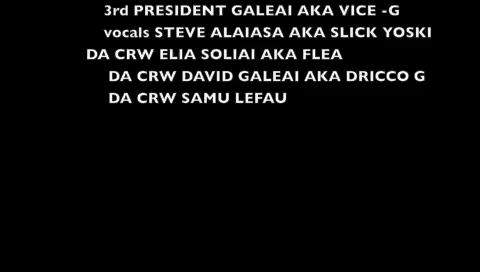 3rd PRESIDENT GALEAI AKA VICE -G
vocals STEVE ALAIASA AKA SLICK YOSKI
DA CRW ELIA SOLIAI AKA FLEA
DA CRW DAVID GALEAI AKA DRICCO G
DA CRW SAMU LEFAU